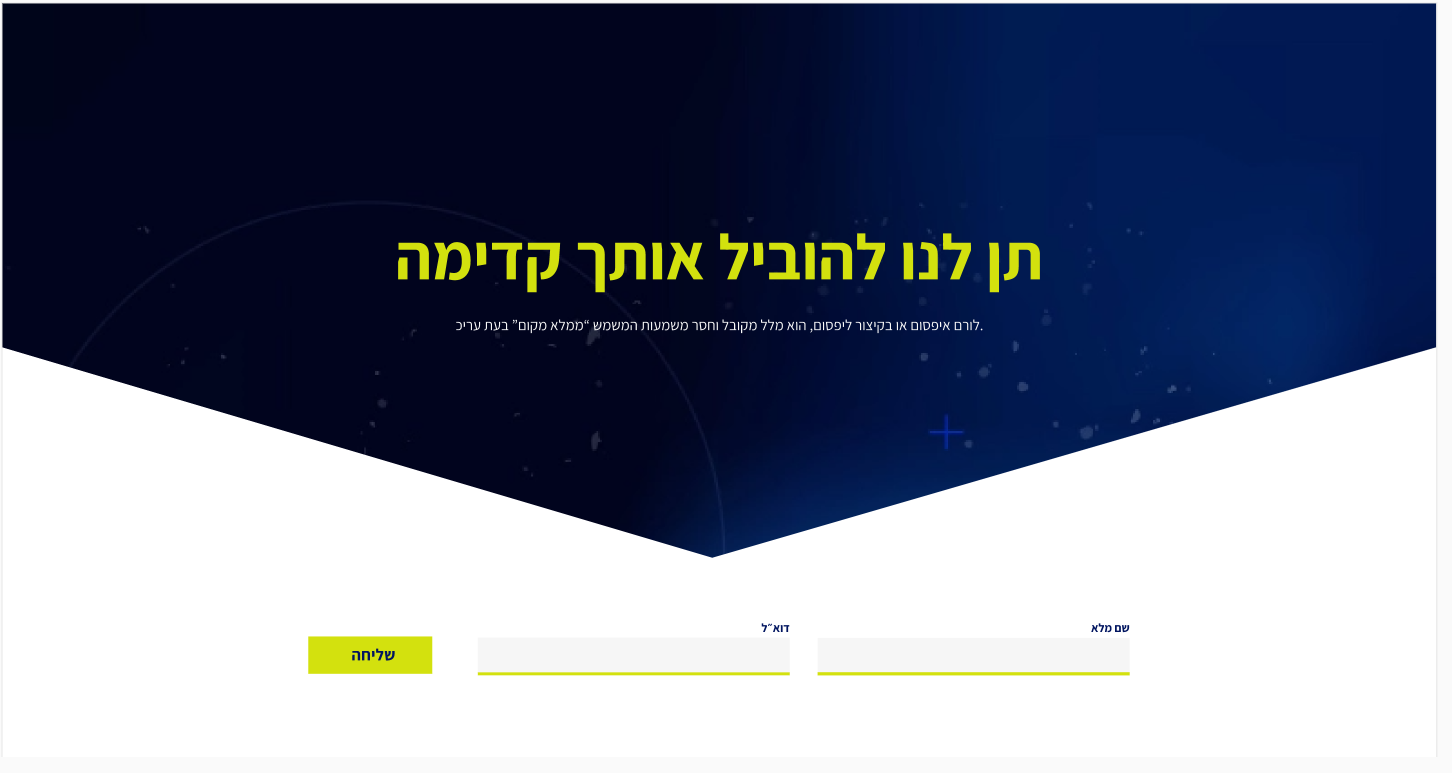 תן לנו להוביל אותך קדימה
.לורם איפסום או בקיצור ליפסום, הוא מלל מקובל וחסר משמעות המשמש “ממלא מקום” בעת עריכ
שם מלא
דוא״ל
שליחה